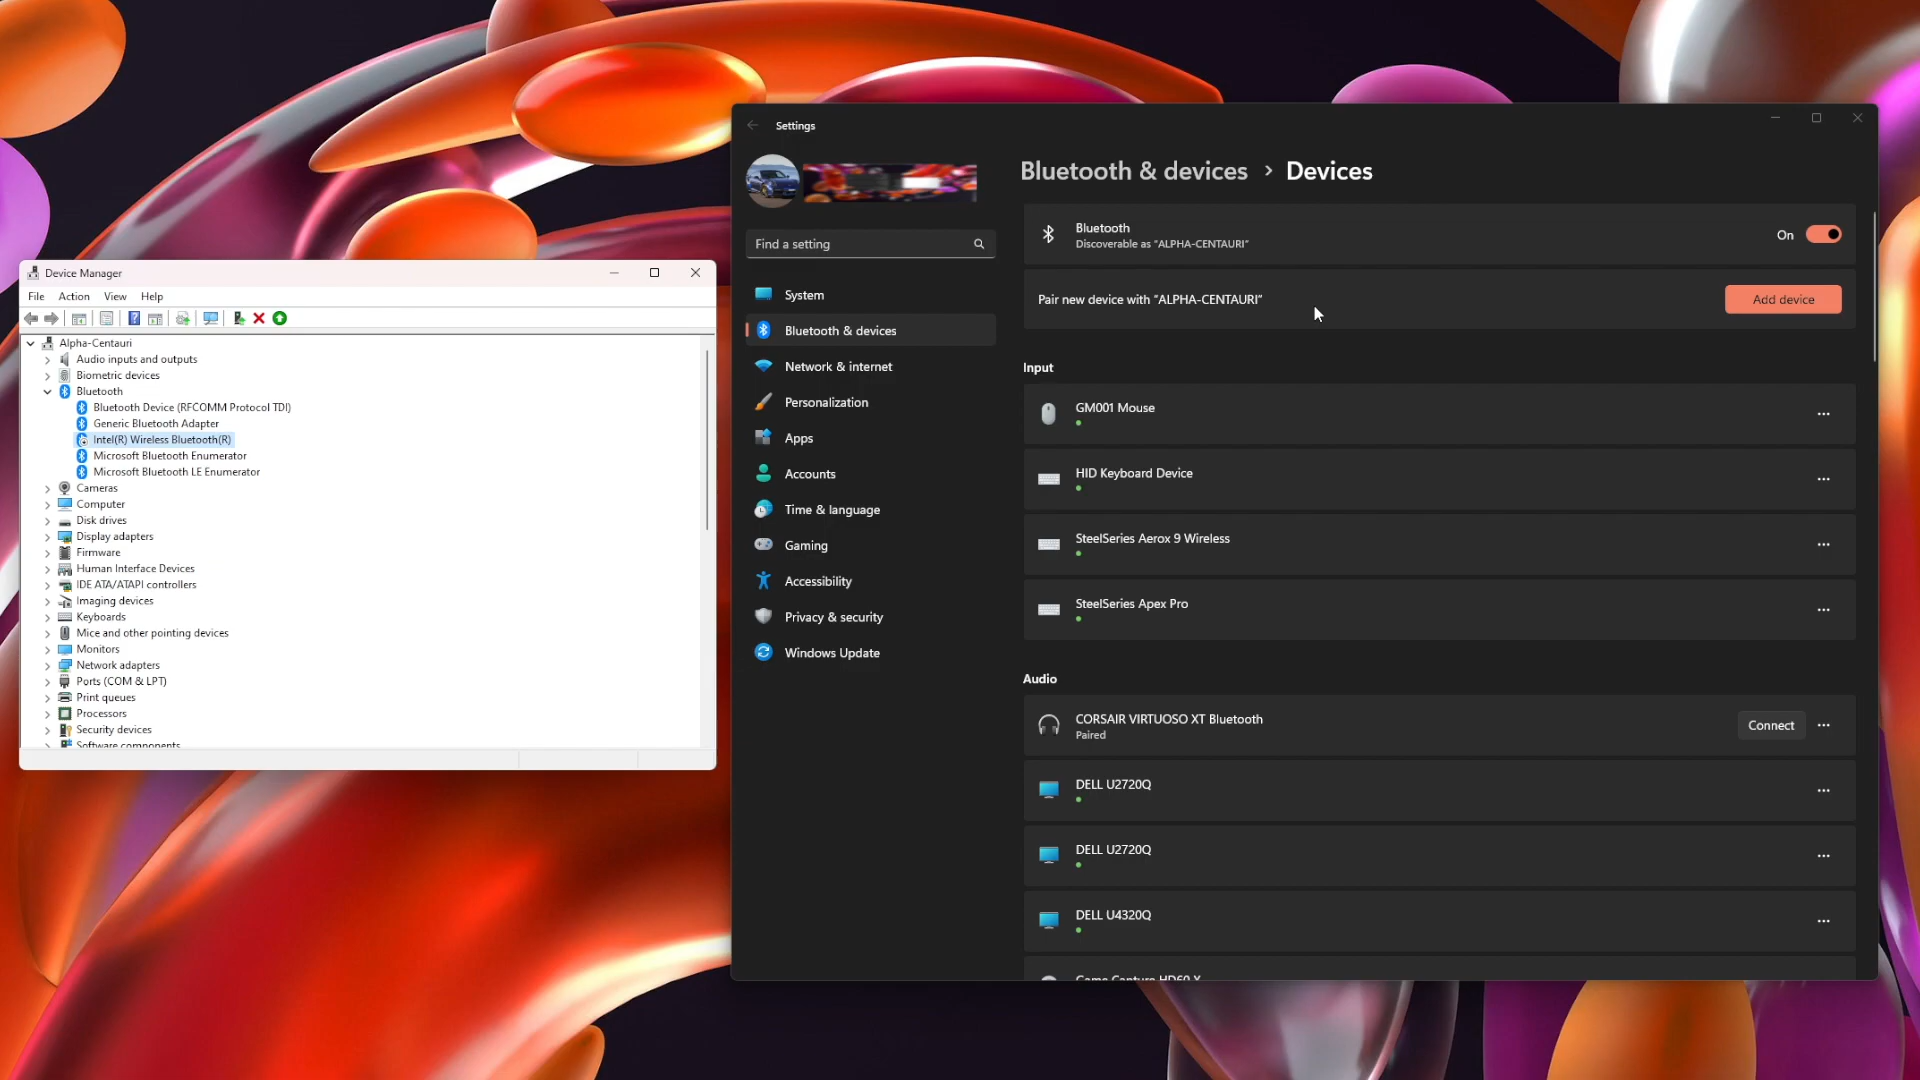 Device Manager
File Action View Help
Alpha-Centauri
Audio inputs and outputs
Biometric devices
Bluetooth
Bluetooth Device (RFCOMM Protocol TDI)
Generic Bluetooth Adapter
Intel(R) Wireless Bluetooth(R)
Microsoft Bluetooth Enumerator
Microsoft Bluetooth LE Enumerator
Cameras
Computer
Disk drives
Display adapters
Firmware
Human Interface Devices
IDE ATA/ATAPI controllers
Imaging devices
Keyboards
Mice and other pointing devices
Monitors
Network adapters
Ports (COM & LPT)
Print queues
Processors
Security devices
Software components
Settings
Find a setting
System
Bluetooth & devices
Network & internet
Personalization
Apps
Accounts
Time & language
Gaming
Accessibility
Privacy & security
Windows Update
Bluetooth & devices › Devices
Bluetooth
Discoverable as "ALPHA-CENTAURI"
On
Pair new device with "ALPHA-CENTAURI"
Add device
Input
GM001 Mouse
HID Keyboard Device
SteelSeries Aerox 9 Wireless
SteelSeries Apex Pro
Audio
CORSAIR VIRTUOSO XT Bluetooth
Paired
Connect
DELL U2720Q
DELL U2720Q
DELL U4320Q
Game Capture HD60 X